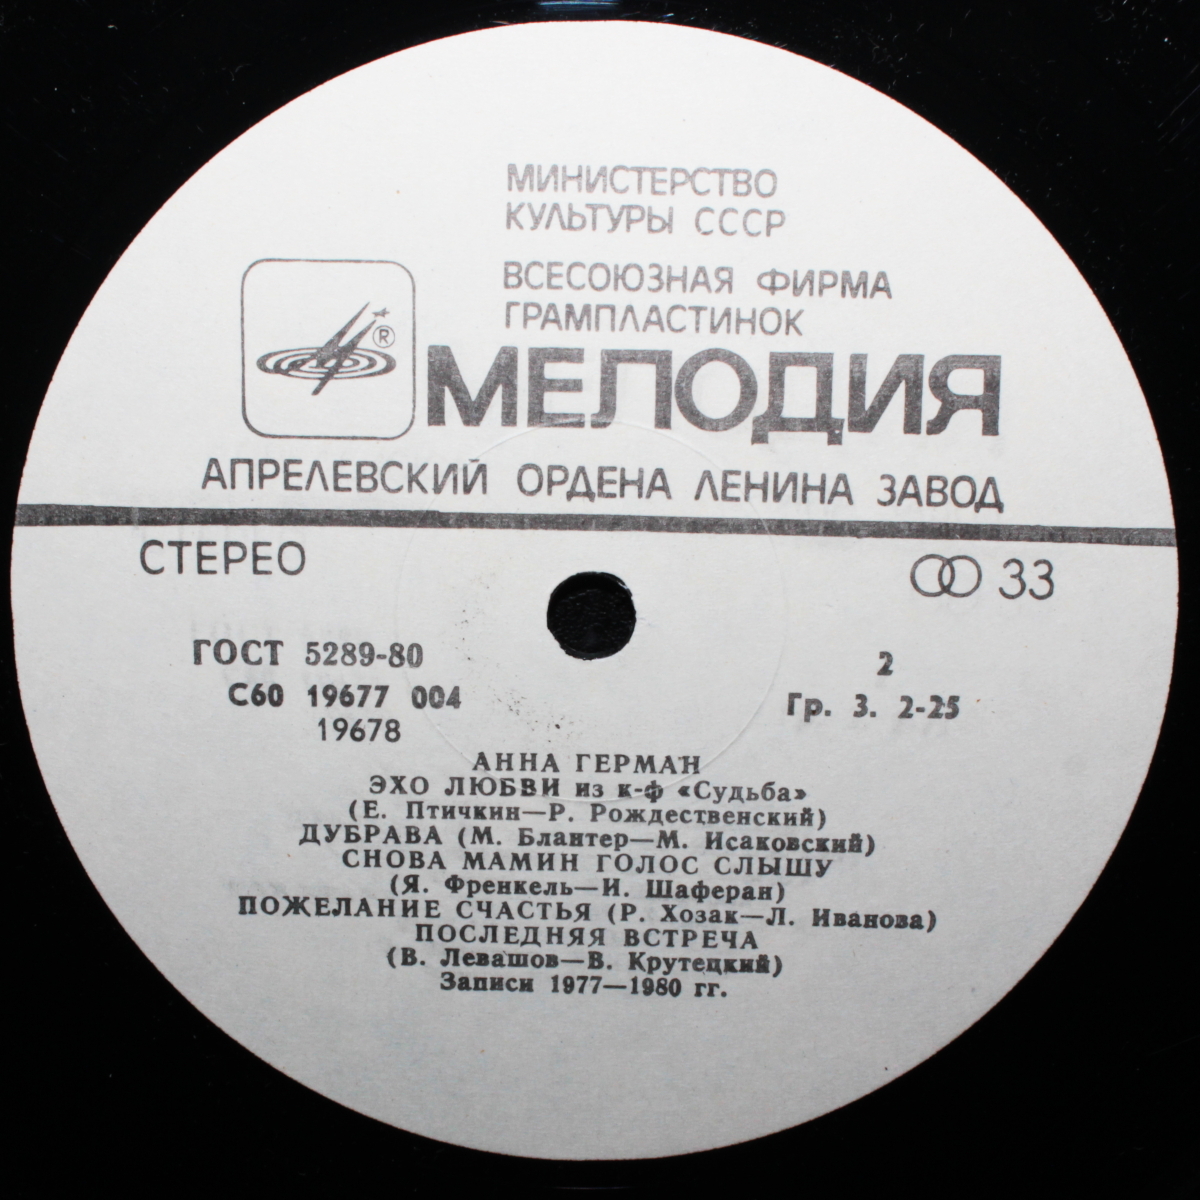 МИНИСТЕРСТВО
КУЛЬТУРЫ СССР
ВСЕСОЮЗНАЯ ФИРМА
ГРАМПЛАСТИНОК
®
МЕЛОДИЯ
АПРЕЛЕВСКИЙ ОРДЕНА ЛЕНИНА ЗАВОД
СТЕРЕО
33
ГОСТ 5289-80
2
С60 19677 004
Гр. 3. 2-25
19678
АННА ГЕРМАН
ЭХО ЛЮБВИ из к-ф «Судьба»
(Е. Птичкин—Р. Рождественский)
ДУБРАВА (М. Блантер—М. Исаковский)
СНОВА МАМИН ГОЛОС СЛЫШУ
(Я. Френкель—И. Шаферан)
ПОЖЕЛАНИЕ СЧАСТЬЯ (Р. Хозак—Л. Иванова)
ПОСЛЕДНЯЯ ВСТРЕЧА
(В. Левашов—В. Крутецкий)
Записи 1977—1980 гг.